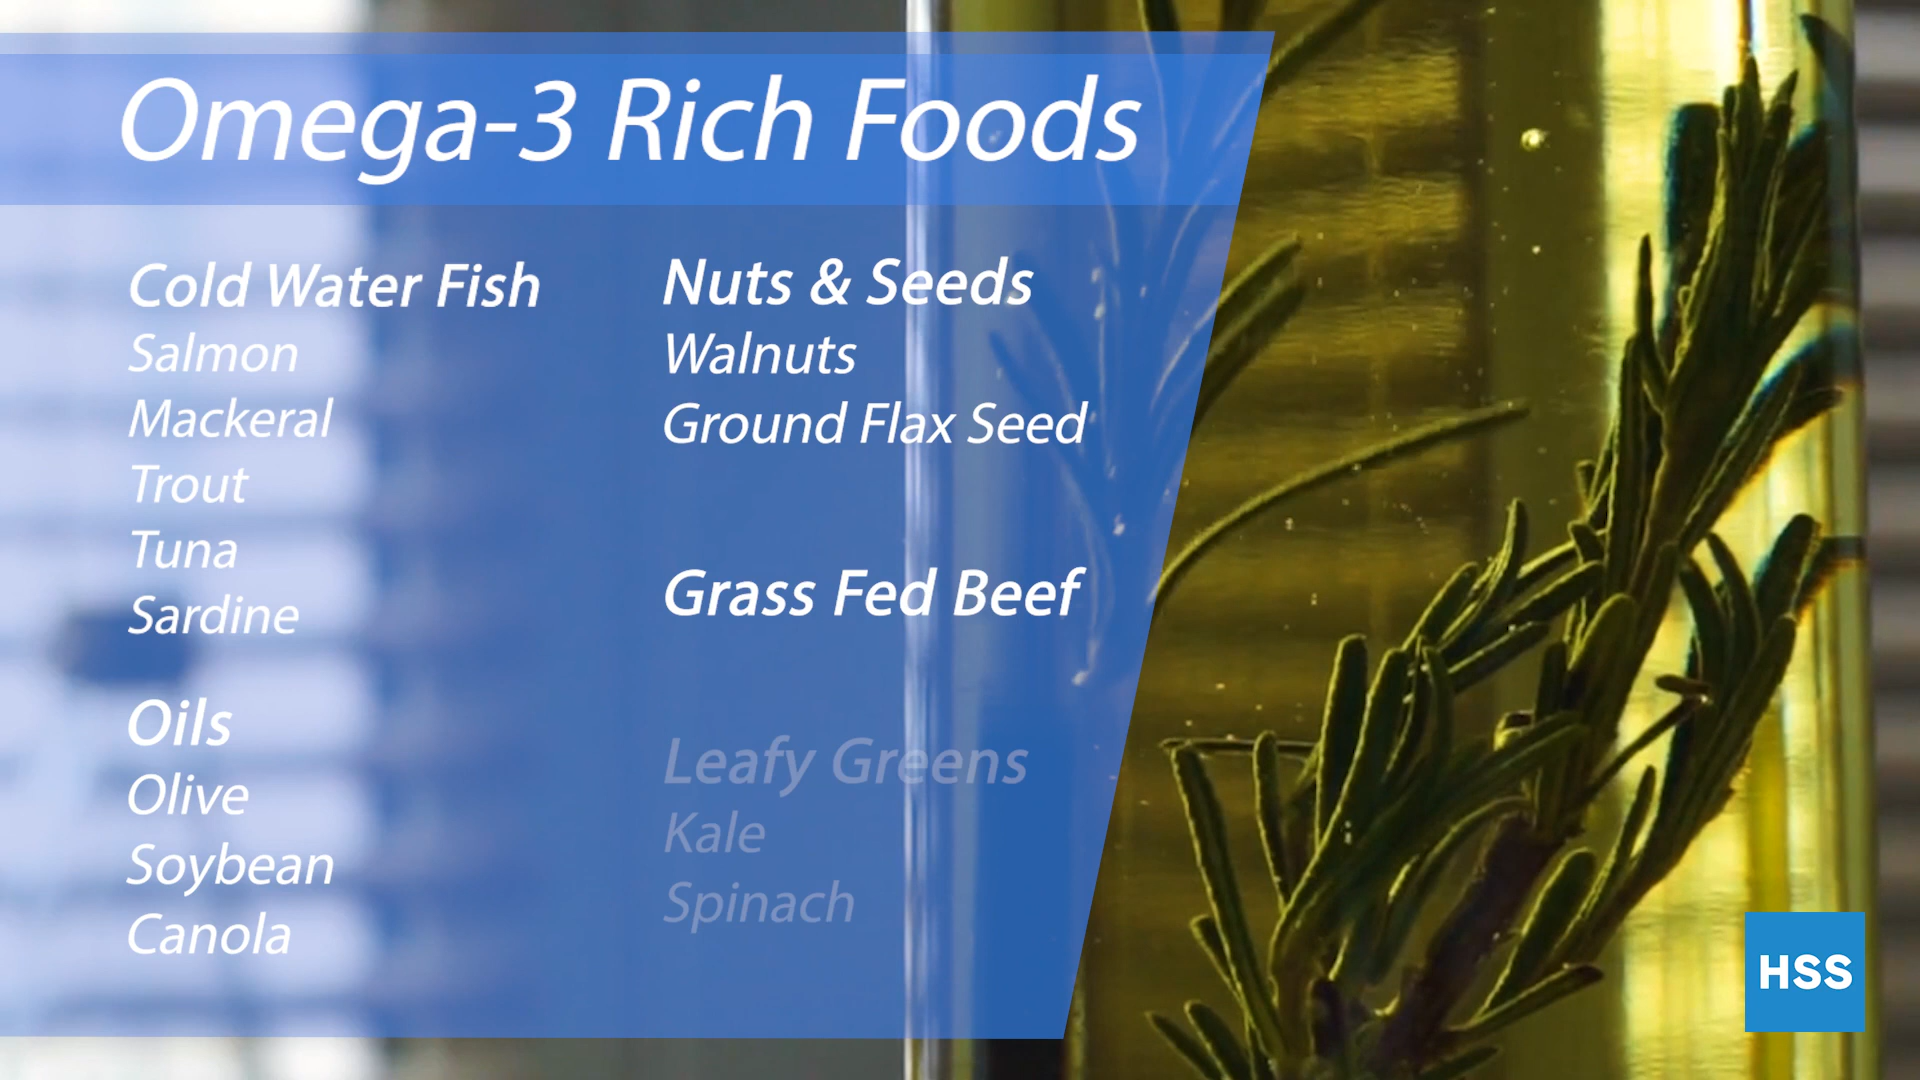 Omega-3 Rich Foods
Cold Water Fish
Salmon
Mackeral
Trout
Tuna
Sardine
Oils
Olive
Soybean
Canola
Nuts & Seeds
Walnuts
Ground Flax Seed
Grass Fed Beef
Leafy Greens
Kale
Spinach
HSS